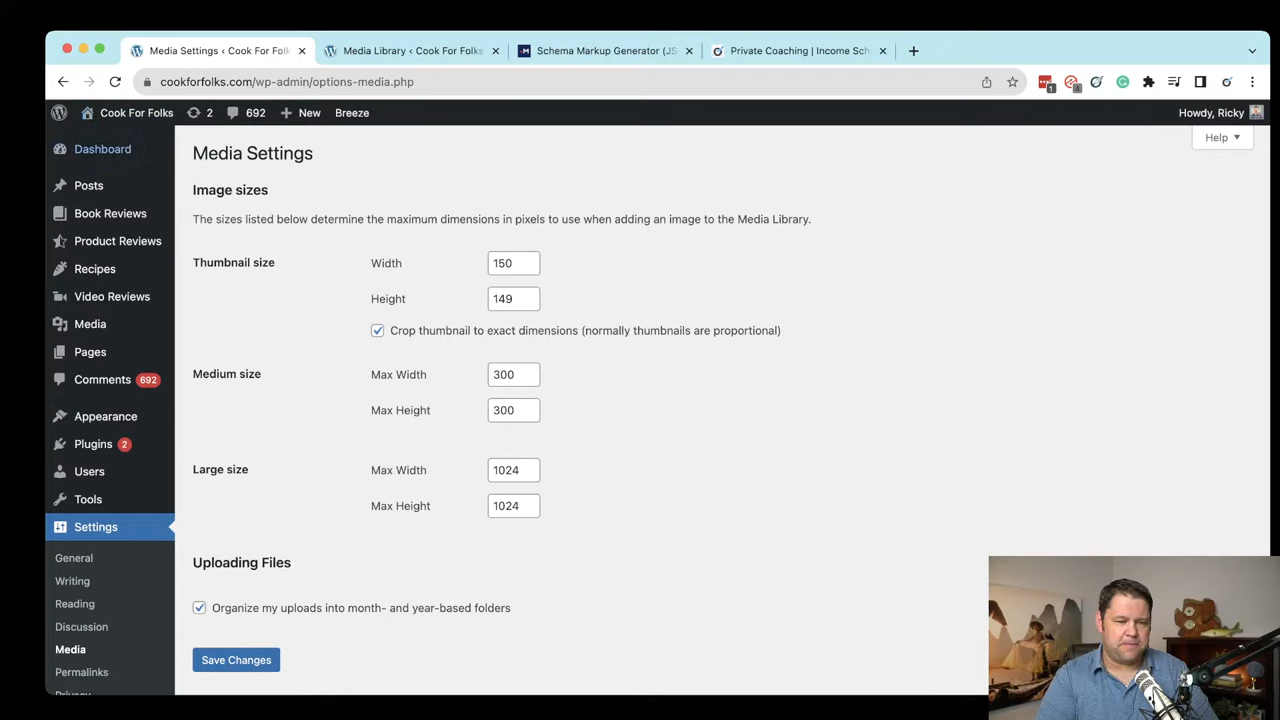 Media Settings < Cook For Folks
Media Library < Cook For Folks
Schema Markup Generator (JS
Private Coaching | Income Sch
cookforfolks.com/wp-admin/options-media.php
1
4
Cook For Folks
2
692
New
Breeze
Howdy, Ricky
Help
Dashboard
Posts
Book Reviews
Product Reviews
Recipes
Video Reviews
Media
Pages
Comments 692
Appearance
Plugins 2
Users
Tools
Settings
General
Writing
Reading
Discussion
Media
Permalinks
Privacy
Media Settings
Image sizes
The sizes listed below determine the maximum dimensions in pixels to use when adding an image to the Media Library.
Thumbnail size
Width 150
Height 149
Crop thumbnail to exact dimensions (normally thumbnails are proportional)
Medium size
Max Width 300
Max Height 300
Large size
Max Width 1024
Max Height 1024
Uploading Files
Organize my uploads into month- and year-based folders
Save Changes